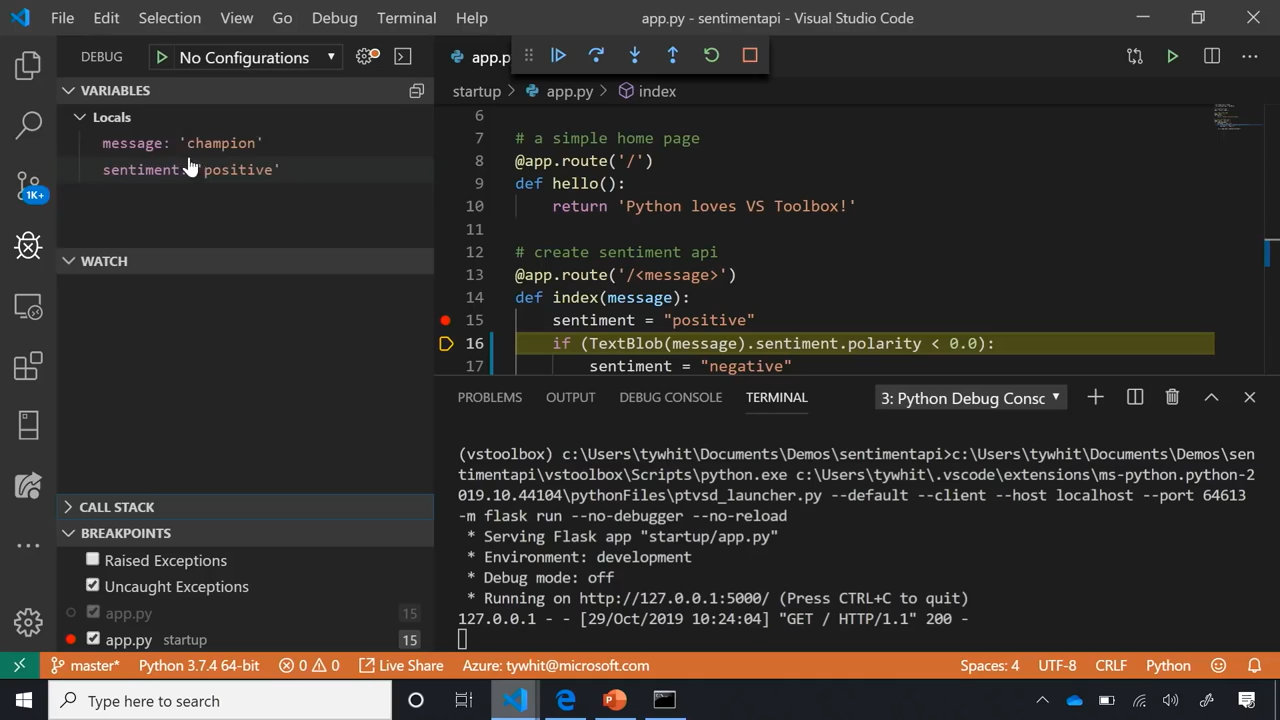 File Edit Selection View Go Debug Terminal Help app.py - sentimentapi - Visual Studio Code
DEBUG No Configurations
app.p
VARIABLES
startup > app.py > index
Locals
message: 'champion'
sentiment 'positive'
WATCH
CALL STACK
BREAKPOINTS
Raised Exceptions
Uncaught Exceptions
app.py 15
app.py startup 15
1K+
6
7 # a simple home page
8 @app.route('/')
9 def hello():
10 return 'Python loves VS Toolbox!'
11
12 # create sentiment api
13 @app.route('/<message>')
14 def index(message):
15 sentiment = "positive"
16 if (TextBlob(message).sentiment.polarity < 0.0):
17 sentiment = "negative"
PROBLEMS OUTPUT DEBUG CONSOLE TERMINAL 3: Python Debug Consc
(vstoolbox) c:\Users\tywhit\Documents\Demos\sentimentapi>c:\Users\tywhit\Documents\Demos\sen
timentapi\vstoolbox\Scripts\python.exe c:\Users\tywhit\.vscode\extensions\ms-python.python-2
019.10.44104\pythonFiles\ptvsd_launcher.py --default --client --host localhost --port 64613
-m flask run --no-debugger --no-reload
* Serving Flask app "startup/app.py"
* Environment: development
* Debug mode: off
* Running on http://127.0.0.1:5000/ (Press CTRL+C to quit)
127.0.0.1 - - [29/Oct/2019 10:24:04] "GET / HTTP/1.1" 200 -
master* Python 3.7.4 64-bit 0 0 Live Share Azure: tywhit@microsoft.com Spaces: 4 UTF-8 CRLF Python
Type here to search